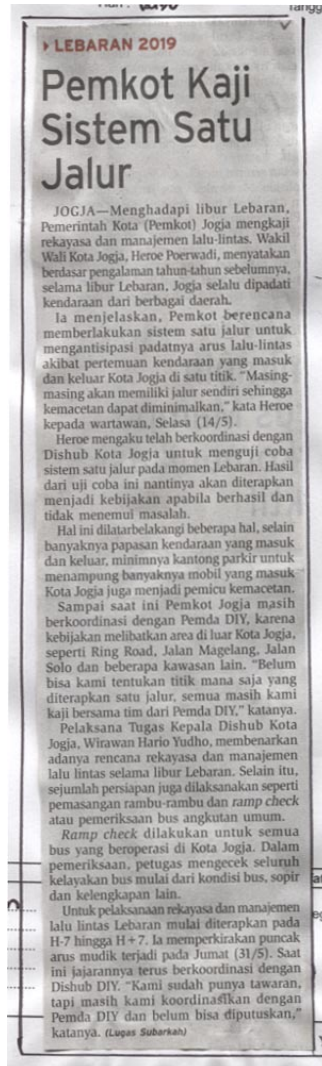 LEBARAN 2019
Pemkot Kaji
Sistem Satu
Jalur
JOGJA—Menghadapi libur Lebaran,
Pemerintah Kota (Pemkot) Jogja mengkaji
rekayasa dan manajemen lalu-lintas. Wakil
Wali Kota Jogja, Heroe Poerwadi, menyatakan
berdasar pengalaman tahun-tahun sebelumnya,
selama libur Lebaran, Jogja selalu dipadati
kendaraan dari berbagai daerah.
Ia menjelaskan, Pemkot berencana
memberlakukan sistem satu jalur untuk
mengantisipasi padatnya arus lalu-lintas
akibat pertemuan kendaraan yang masuk
dan keluar Kota Jogja di satu titik. "Masing-
masing akan memiliki jalur sendiri sehingga
kemacetan dapat diminimalkan," kata Heroe
kepada wartawan, Selasa (14/5).
Heroe mengaku telah berkoordinasi dengan
Dishub Kota Jogja untuk menguji coba
sistem satu jalur pada momen Lebaran. Hasil
dari uji coba ini nantinya akan diterapkan
menjadi kebijakan apabila berhasil dan
tidak menemui masalah.
Hal ini dilatarbelakangi beberapa hal, selain
banyaknya papasan kendaraan yang masuk
dan keluar, minimnya kantong parkir untuk
menampung banyaknya mobil yang masuk
Kota Jogja juga menjadi pemicu kemacetan.
Sampai saat ini Pemkot Jogja masih
berkoordinasi dengan Pemda DIY, karena
kebijakan melibatkan area di luar Kota Jogja,
seperti Ring Road, Jalan Magelang, Jalan
Solo dan beberapa kawasan lain. "Belum
bisa kami tentukan titik mana saja yang
diterapkan satu jalur, semua masih kami
kaji bersama tim dari Pemda DIY," katanya.
Pelaksana Tugas Kepala Dishub Kota
Jogja, Wirawan Hario Yudho, membenarkan
adanya rencana rekayasa dan manajemen
lalu lintas selama libur Lebaran. Selain itu,
sejumlah persiapan juga dilaksanakan seperti
pemasangan rambu-rambu dan ramp check
atau pemeriksaan bus angkutan umum.
Ramp check dilakukan untuk semua
bus yang beroperasi di Kota Jogja. Dalam
pemeriksaan, petugas mengecek seluruh
kelayakan bus mulai dari kondisi bus, sopir
dan kelengkapan lain.
Untuk pelaksanaan rekayasa dan manajemen
lalu lintas Lebaran mulai diterapkan pada
H-7 hingga H+7. Ia memperkirakan puncak
arus mudik terjadi pada Jumat (31/5). Saat
ini jajarannya terus berkoordinasi dengan
Dishub DIY. "Kami sudah punya tawaran,
tapi masih kami koordinasikan dengan
Pemda DIY dan belum bisa diputuskan,"
katanya. (Lugas Subarkah)